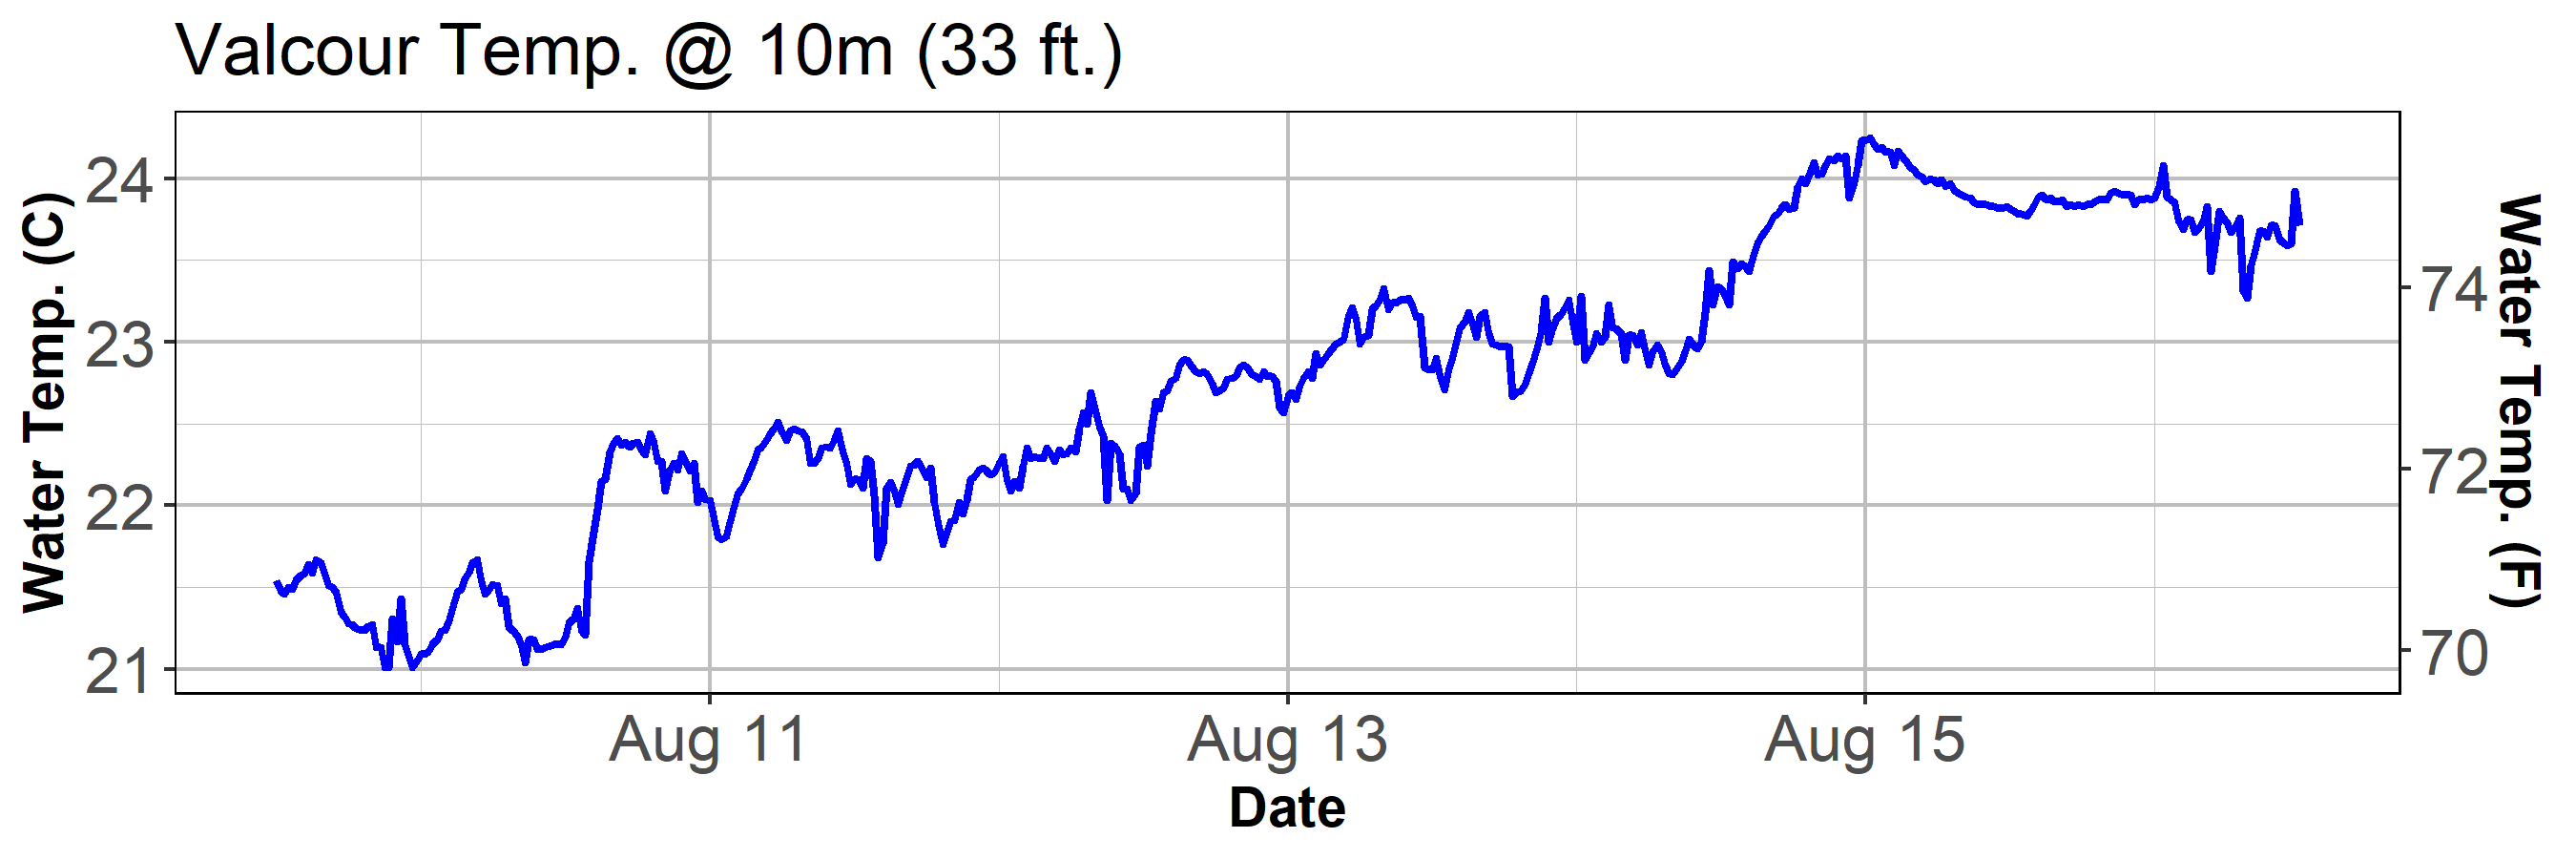 Valcour Temp. @ 10m (33 ft.)
Water Temp. (C)
24
23
22
21
74
72
70
Water Temp. (F)
Aug 11
Aug 13
Aug 15
Date